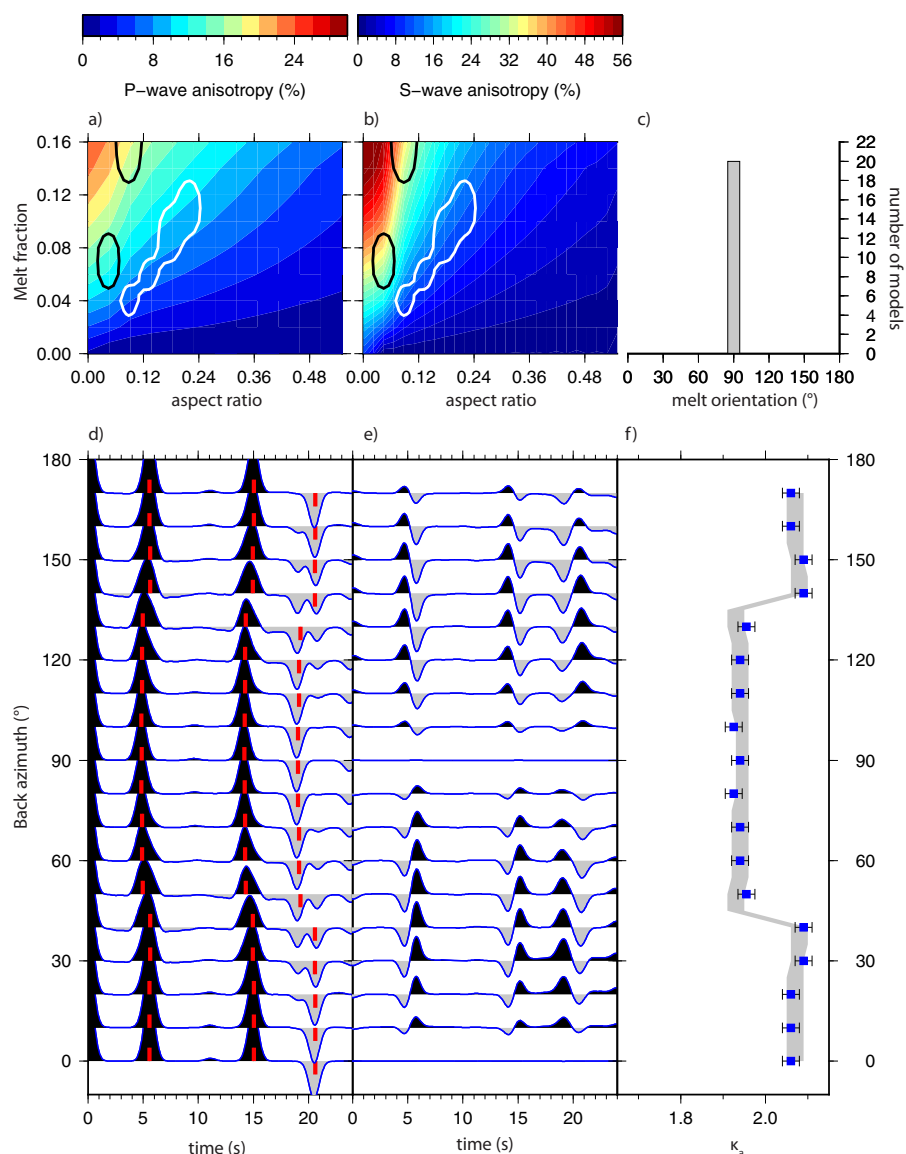 0 8 16 24
0 8 16 24 32 40 48 56
P−wave anisotropy (%)
S−wave anisotropy (%)
a)
b)
c)
Melt fraction
0.16
0.12
0.08
0.04
0.00
0.00 0.12 0.24 0.36 0.48
aspect ratio
0.00 0.12 0.24 0.36 0.48
aspect ratio
22
20
18
16
14
12
10
8
6
4
2
0
number of models
0 30 60 90 120 150 180
melt orientation (°)
d)
e)
f)
Back azimuth (°)
180
150
120
90
60
30
0
180
150
120
90
60
30
0
0 5 10 15 20
time (s)
0 5 10 15 20
time (s)
1.8 2.0
κa